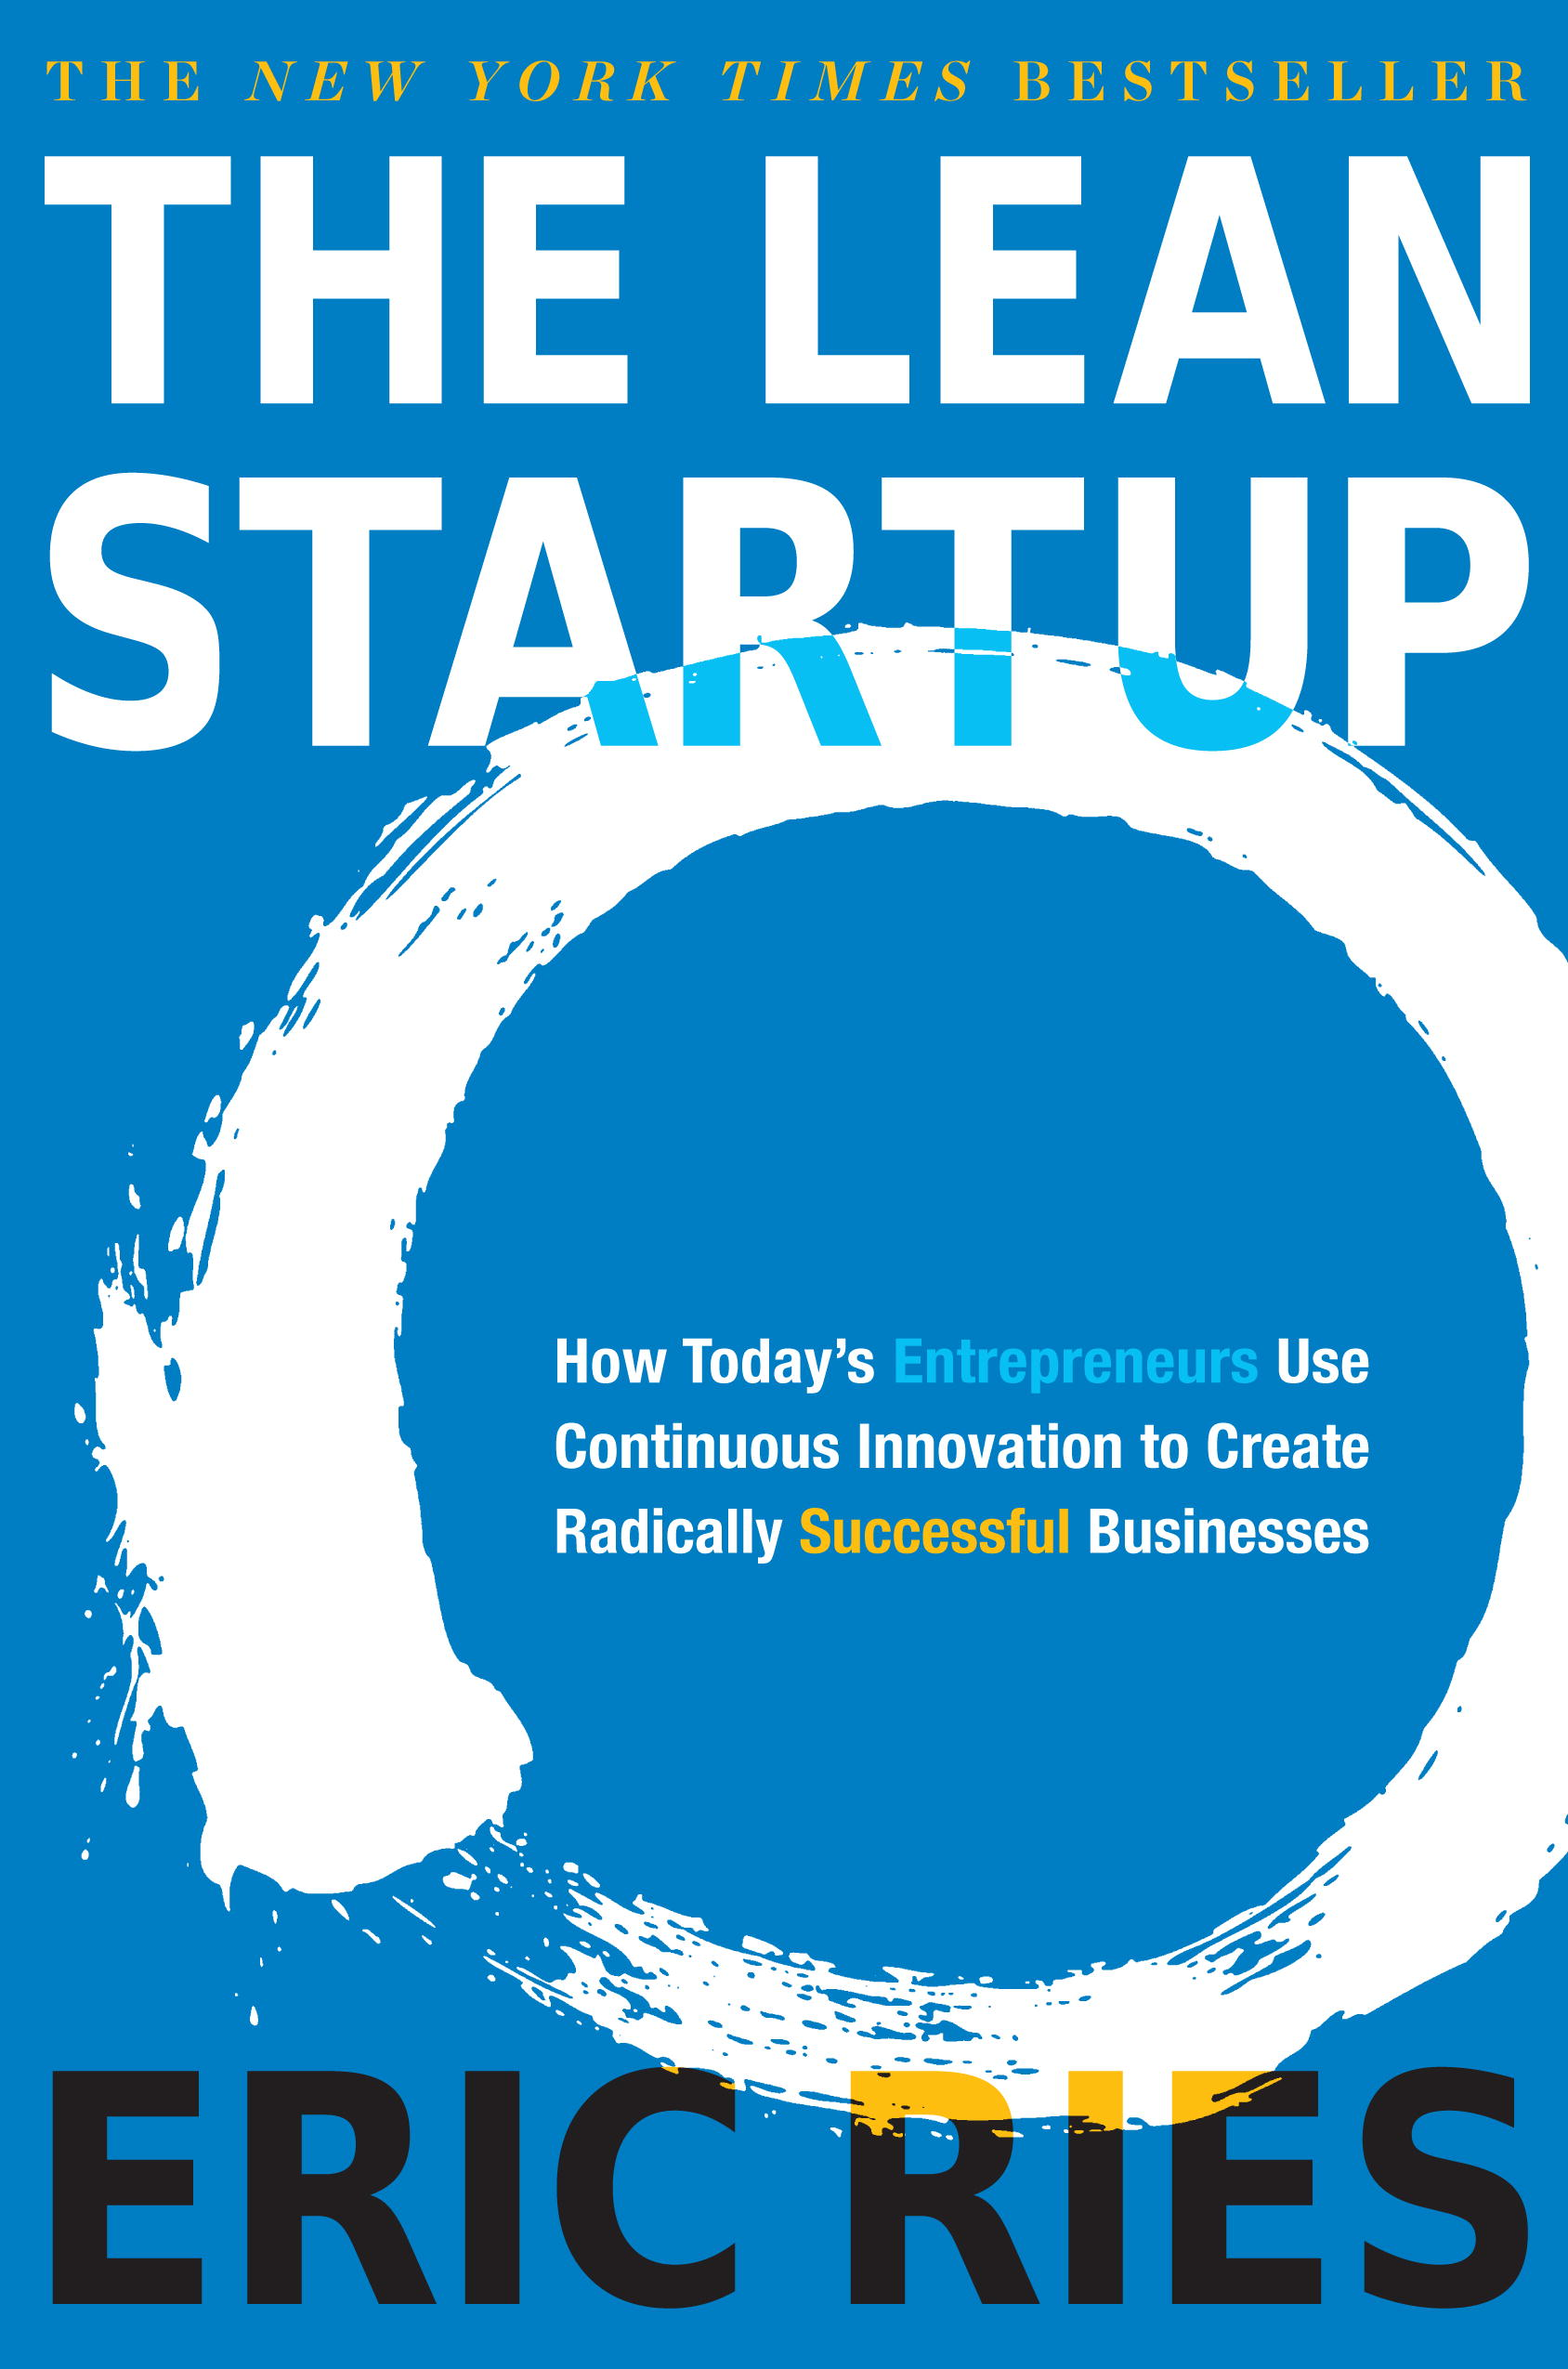 THE NEW YORK TIMES BESTSELLER
THE LEAN
STARTUP
How Today’s Entrepreneurs Use
Continuous Innovation to Create
Radically Successful Businesses
ERIC RIES